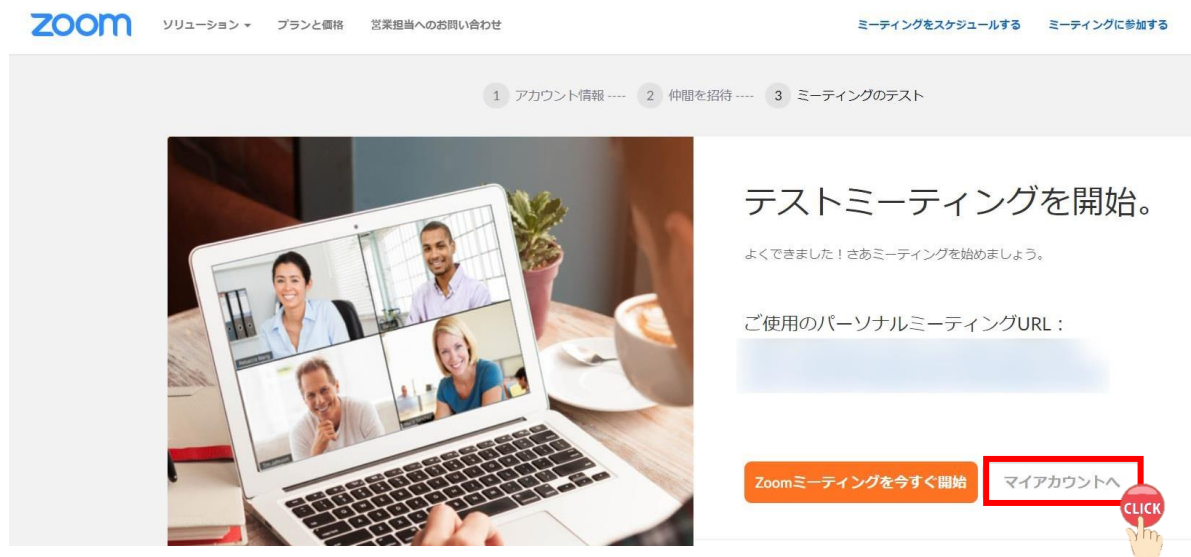 zoom ソリューション プランと価格 営業担当へのお問い合わせ ミーティングをスケジュールする ミーティングに参加する
1 アカウント情報 ---- 2 仲間を招待 ---- 3 ミーティングのテスト
テストミーティングを開始。
よくできました！さあミーティングを始めましょう。
ご使用のパーソナルミーティングURL：
Zoomミーティングを今すぐ開始 マイアカウントへ
CLICK